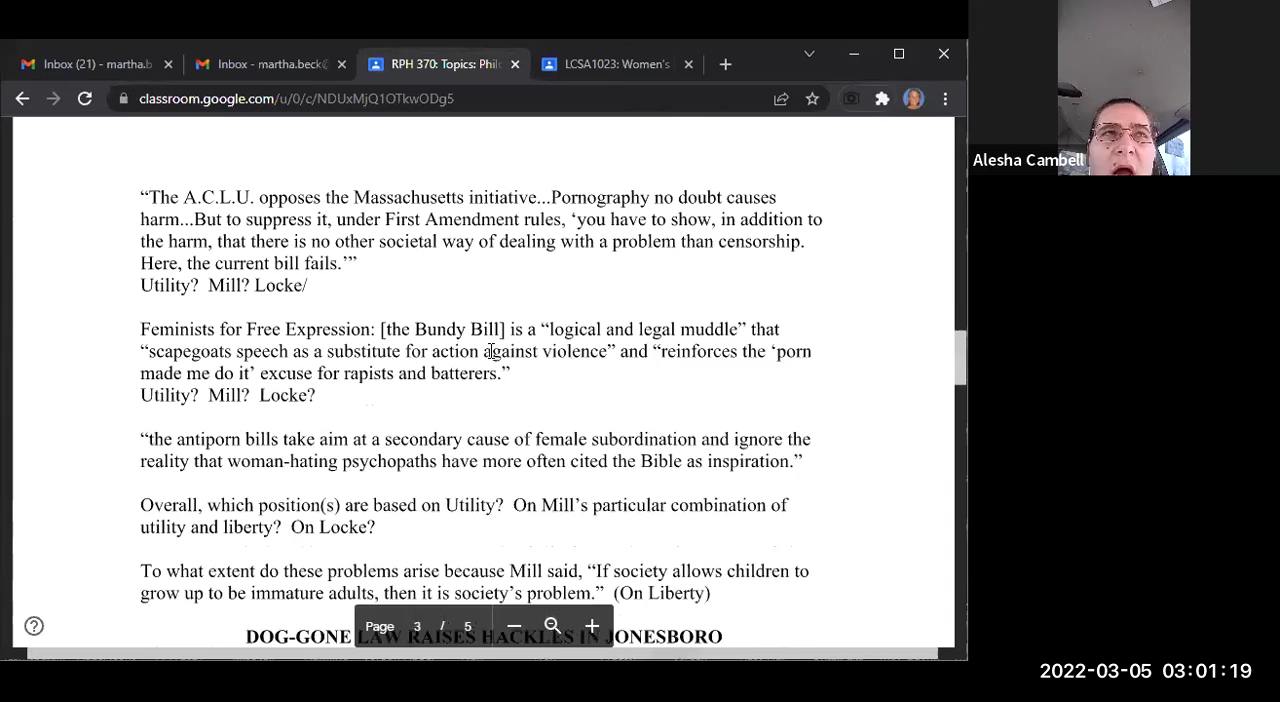 Inbox (21) - martha.b
Inbox - martha.beck@
RPH 370: Topics: Phil
LCSA1023: Women's
classroom.google.com/u/0/c/NDUxMjQ1OTkwODg5
Alesha Cambell
“The A.C.L.U. opposes the Massachusetts initiative...Pornography no doubt causes
harm...But to suppress it, under First Amendment rules, ‘you have to show, in addition to
the harm, that there is no other societal way of dealing with a problem than censorship.
Here, the current bill fails.’”
Utility? Mill? Locke/
Feminists for Free Expression: [the Bundy Bill] is a “logical and legal muddle” that
“scapegoats speech as a substitute for action against violence” and “reinforces the ‘porn
made me do it’ excuse for rapists and batterers.”
Utility? Mill? Locke?
“the antiporn bills take aim at a secondary cause of female subordination and ignore the
reality that woman-hating psychopaths have more often cited the Bible as inspiration.”
Overall, which position(s) are based on Utility? On Mill’s particular combination of
utility and liberty? On Locke?
To what extent do these problems arise because Mill said, “If society allows children to
grow up to be immature adults, then it is society’s problem.” (On Liberty)
Page 3 / 5
DOG-GONE LAW RAISES HACKLES IN JONESBORO
2022-03-05 03:01:19